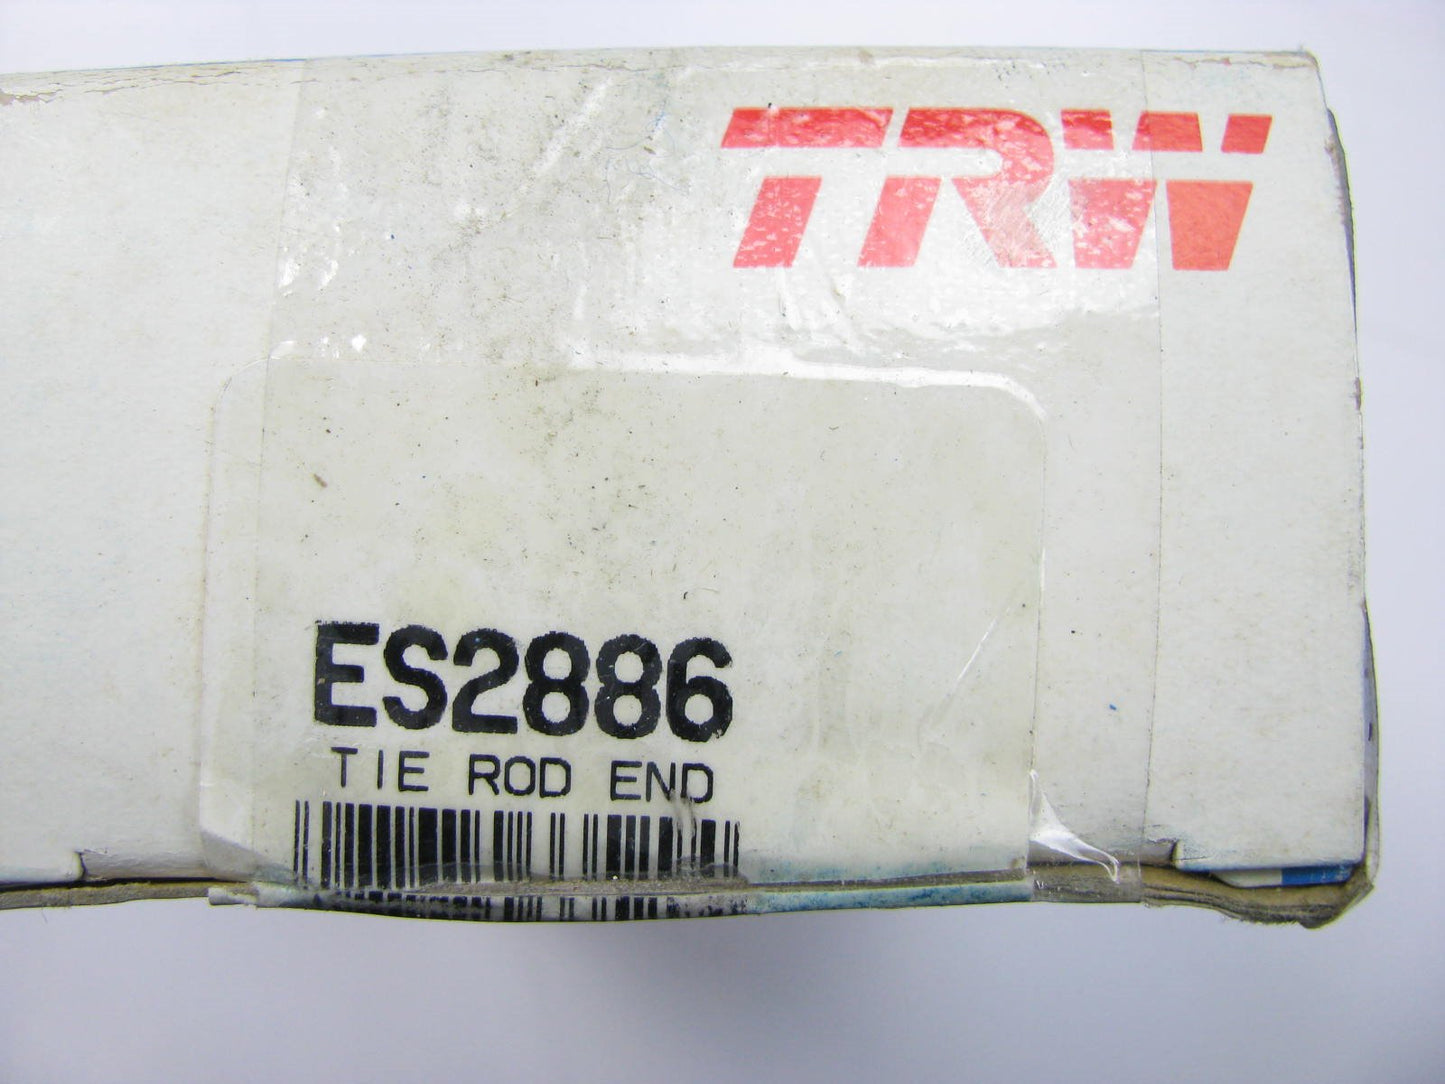 TRW
ES2886
TIE ROD END